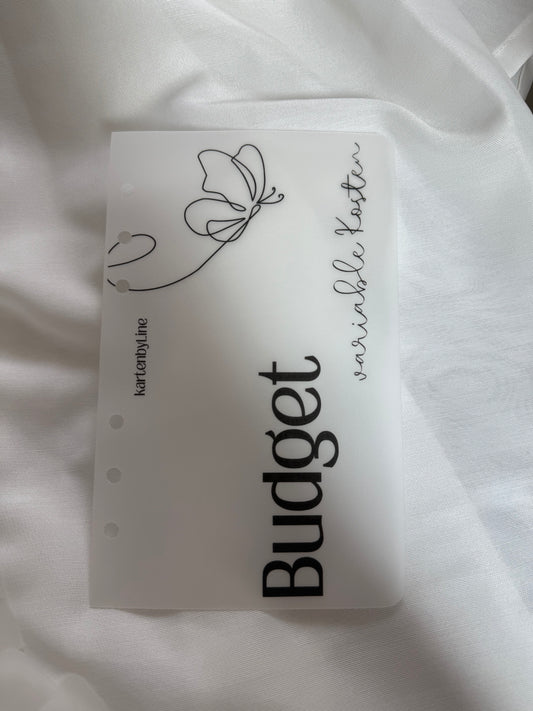 Budget
variable Kosten
kartenbyLine